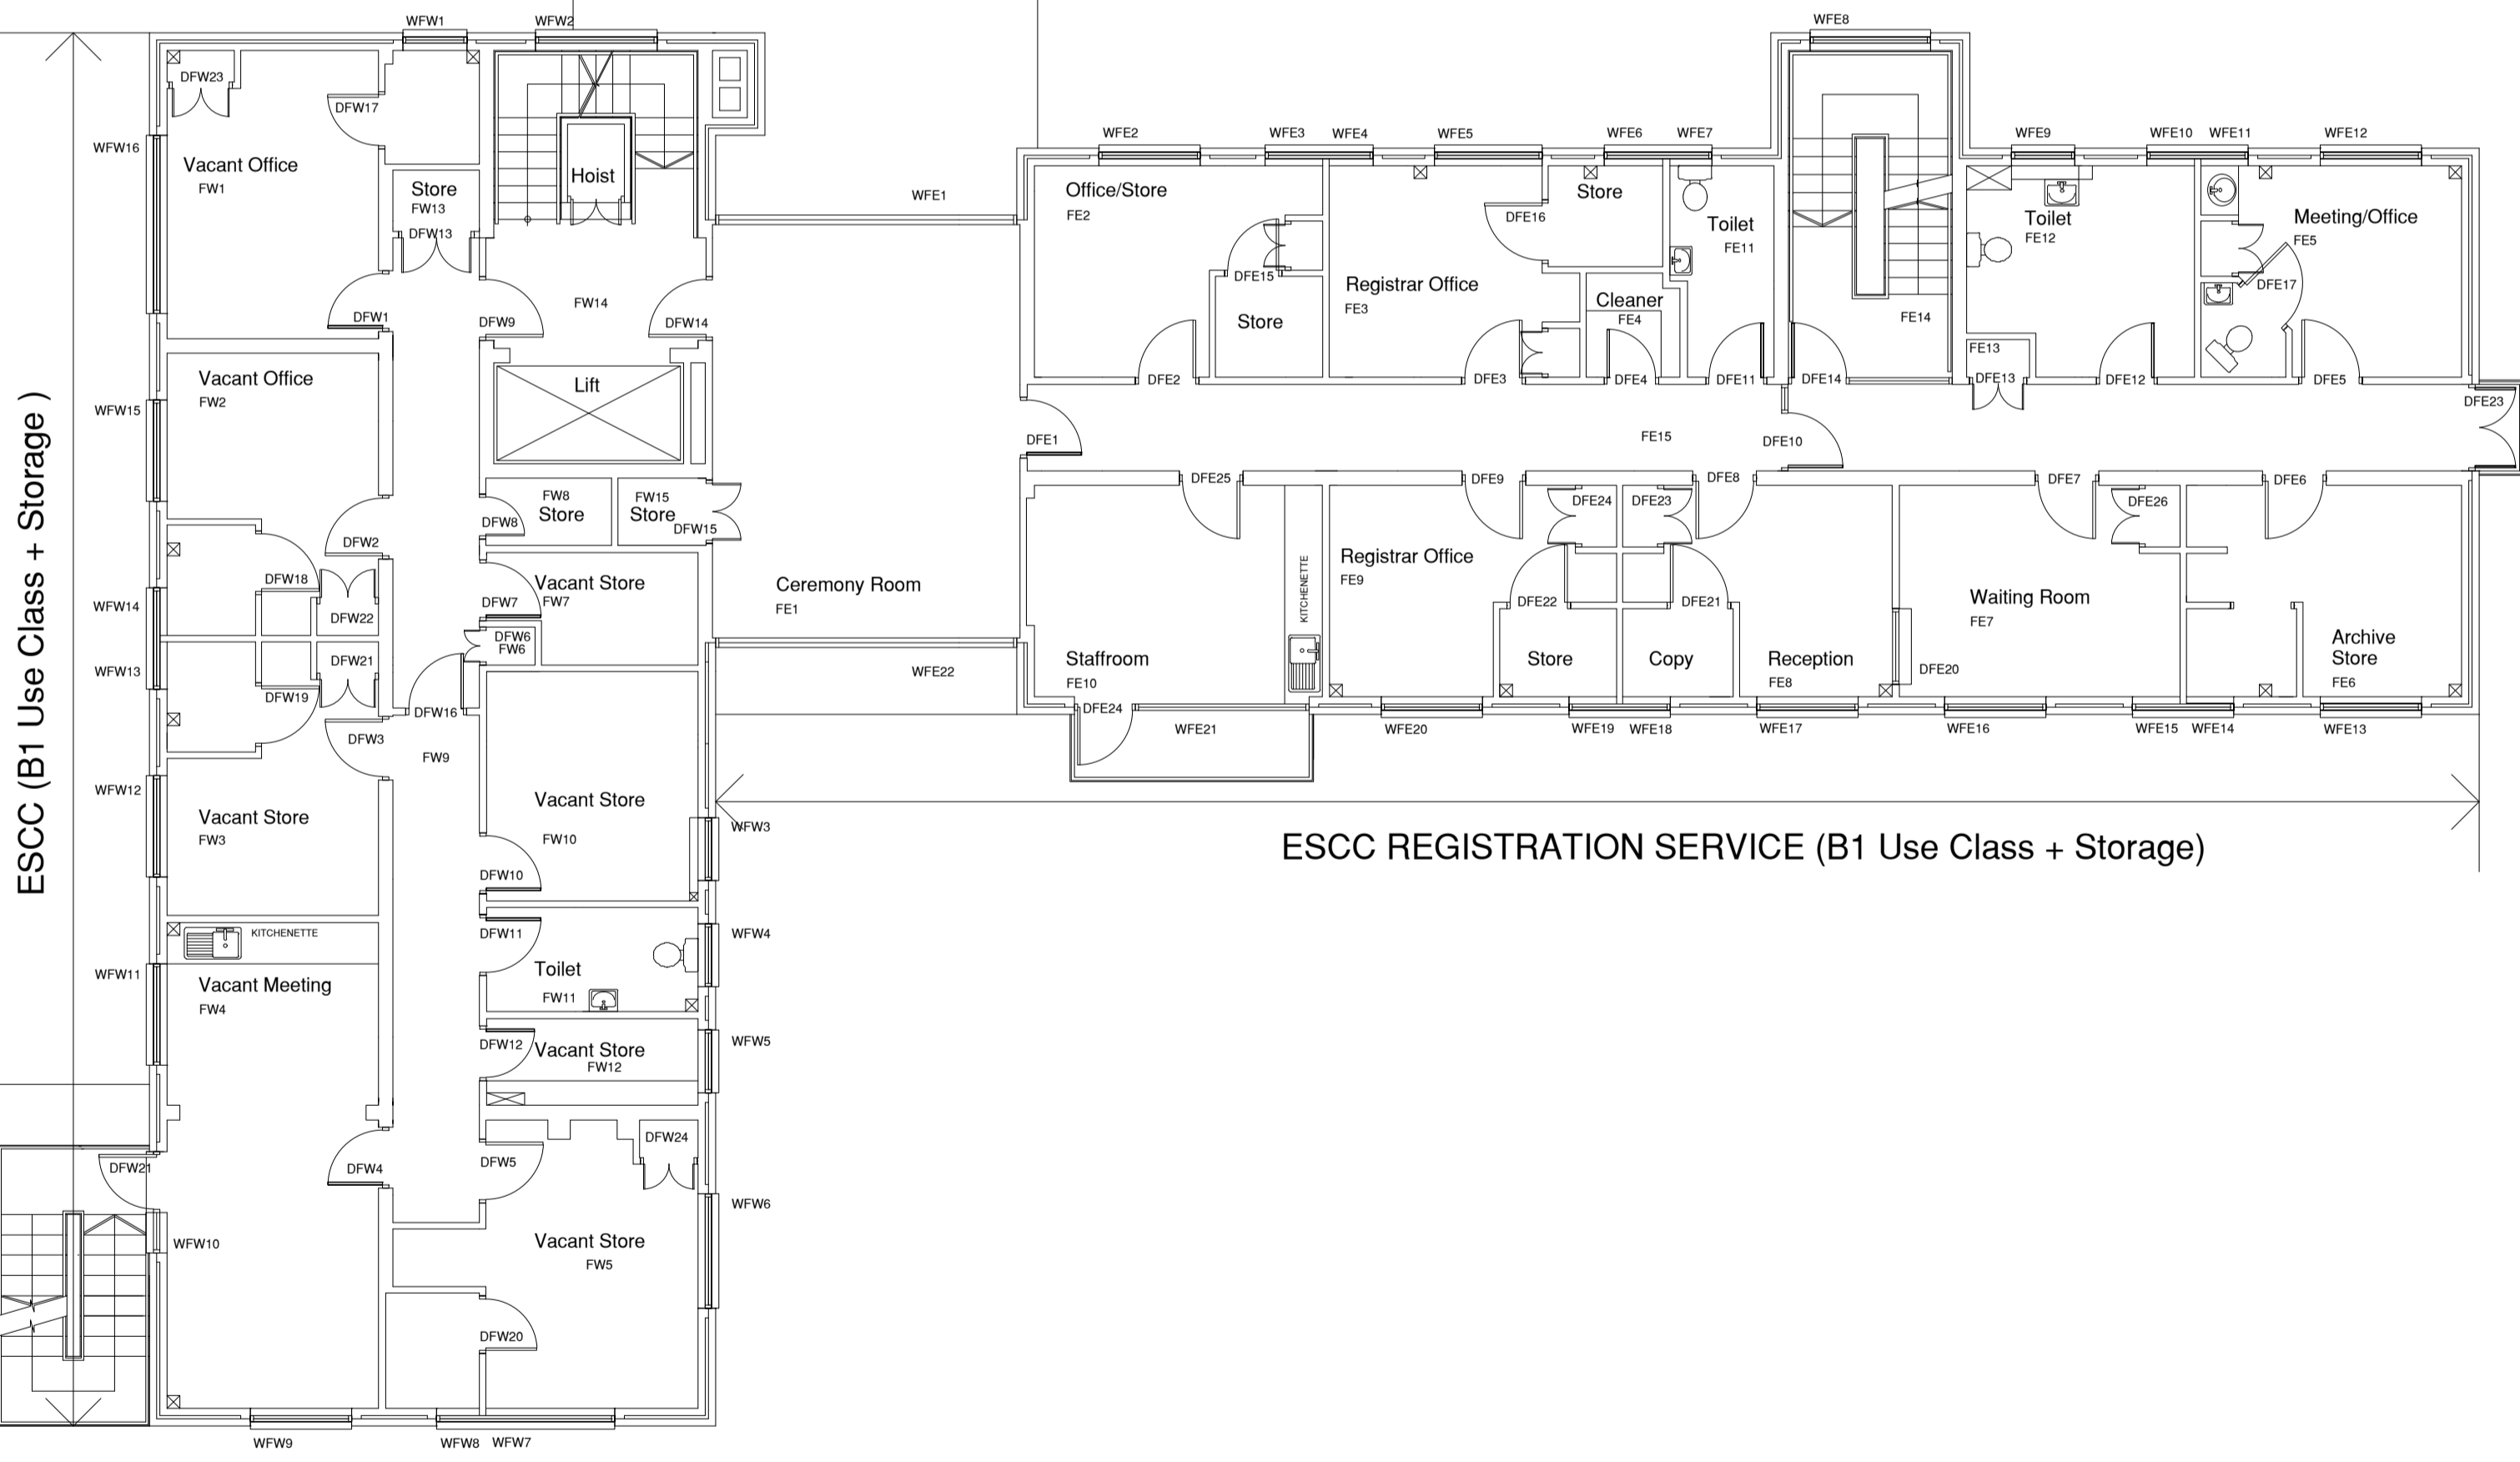 WFW1
WFW2
WFE8
DFW23
DFW17
WFW16
Vacant Office
FW1
Store
FW13
DFW13
Hoist
WFE1
DFW1
DFW9
FW14
DFW14
WFE2
WFE3
WFE4
WFE5
WFE6
WFE7
WFE9
WFE10
WFE11
WFE12
Office/Store
FE2
DFE15
Store
DFE2
Registrar Office
FE3
DFE16
Store
DFE3
Cleaner
FE4
DFE4
Toilet
FE11
DFE11
FE14
DFE14
Toilet
FE12
FE13
DFE13
DFE12
Meeting/Office
FE5
DFE17
DFE5
DFE23
Vacant Office
FW2
WFW15
Lift
DFE1
FE15
DFE10
DFW2
FW8
Store
DFW8
FW15
Store
DFW15
DFE25
DFE9
DFE24
DFE23
DFE8
DFE7
DFE26
DFE6
ESCC (B1 Use Class + Storage )
DFW18
WFW14
DFW22
DFW7
Vacant Store
FW7
Ceremony Room
FE1
KITCHENETTE
Registrar Office
FE9
DFE22
DFE21
Waiting Room
FE7
DFW6
FW6
WFW13
DFW21
DFW19
DFW16
WFE22
Staffroom
FE10
Store
Copy
Reception
FE8
DFE20
Archive
Store
FE6
DFE24
WFE21
WFE20
WFE19
WFE18
WFE17
WFE16
WFE15
WFE14
WFE13
DFW3
FW9
WFW12
Vacant Store
FW3
Vacant Store
FW10
WFW3
DFW10
ESCC REGISTRATION SERVICE (B1 Use Class + Storage)
KITCHENETTE
DFW11
WFW4
WFW11
Vacant Meeting
FW4
Toilet
FW11
DFW12
Vacant Store
FW12
WFW5
DFW21
DFW4
DFW5
DFW24
WFW6
WFW10
Vacant Store
FW5
DFW20
WFW9
WFW8
WFW7